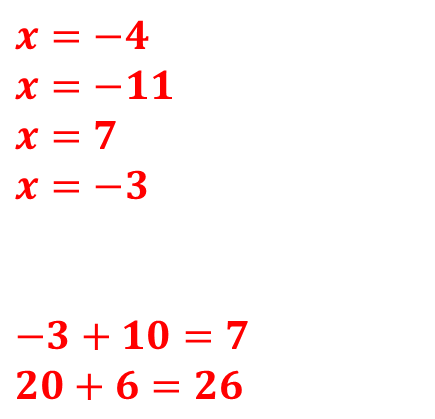 x = −4
x = −11
x = 7
x = −3
−3 + 10 = 7
20 + 6 = 26